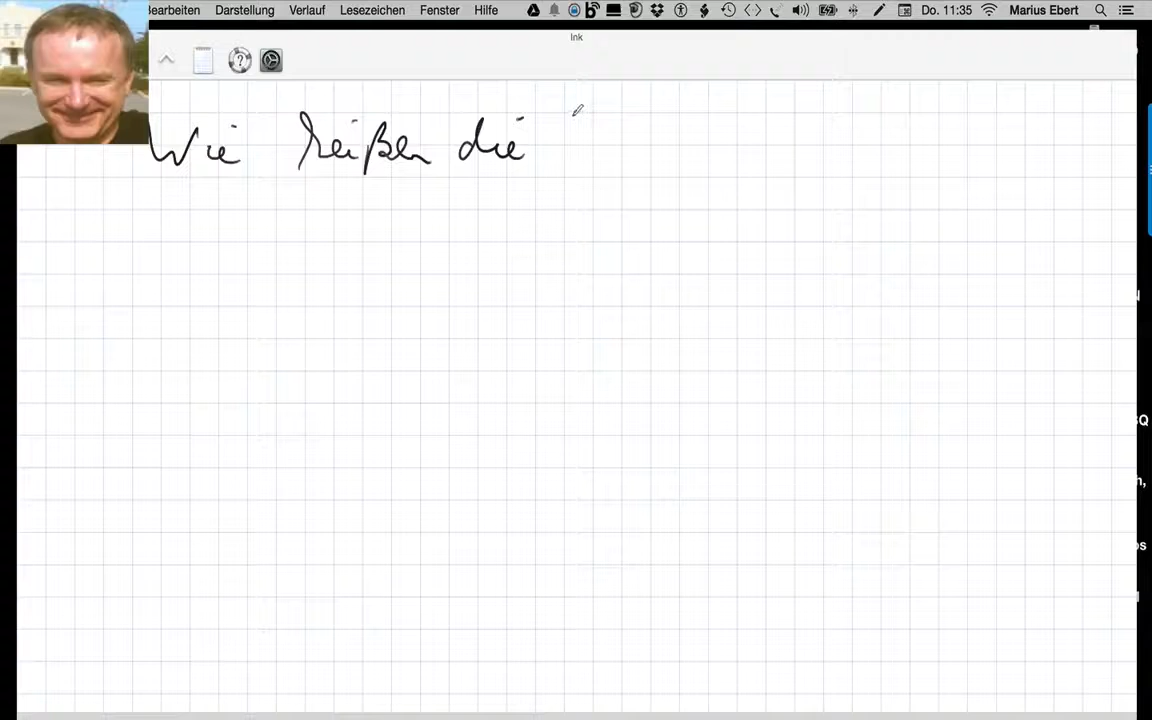 Bearbeiten Darstellung Verlauf Lesezeichen Fenster Hilfe Do. 11:35 Marius Ebert
Ink
Wie heißen die